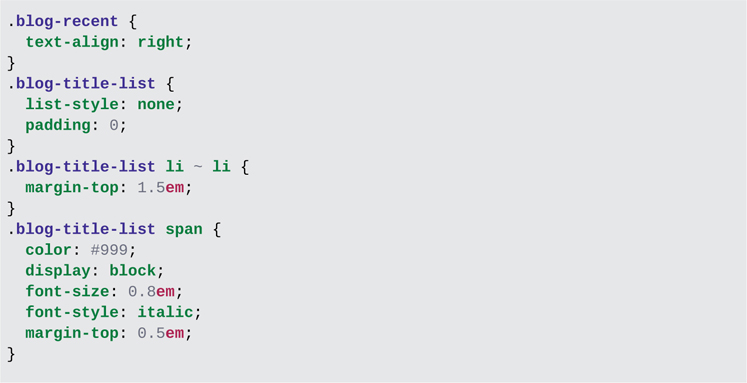 .blog-recent {
  text-align: right;
}
.blog-title-list {
  list-style: none;
  padding: 0;
}
.blog-title-list li ~ li {
  margin-top: 1.5em;
}
.blog-title-list span {
  color: #999;
  display: block;
  font-size: 0.8em;
  font-style: italic;
  margin-top: 0.5em;
}